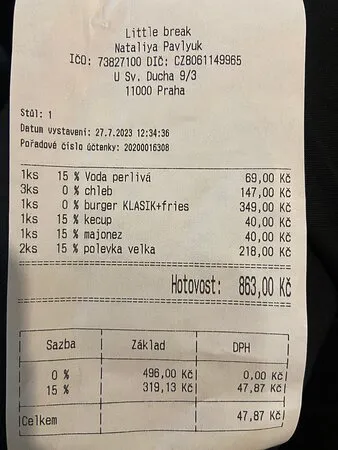 Little break
Nataliya Pavlyuk
IČO: 73827100 DIČ: CZ8061149965
U Sv. Ducha 9/3
11000 Praha
Stůl: 1
Datum vystavení: 27.7.2023 12:34:36
Pořadové číslo účtenky: 20200016308
1ks 15 % Voda perlivá 69,00 Kč
3ks 0 % chleb 147,00 Kč
1ks 0 % burger KLASIK+fries 349,00 Kč
1ks 15 % kecup 40,00 Kč
1ks 15 % majonez 40,00 Kč
2ks 15 % polevka velka 218,00 Kč
Hotovost: 863,00 Kč
Sazba Základ DPH
0 % 496,00 Kč 0,00 Kč
15 % 319,13 Kč 47,87 Kč
Celkem 47,87 Kč